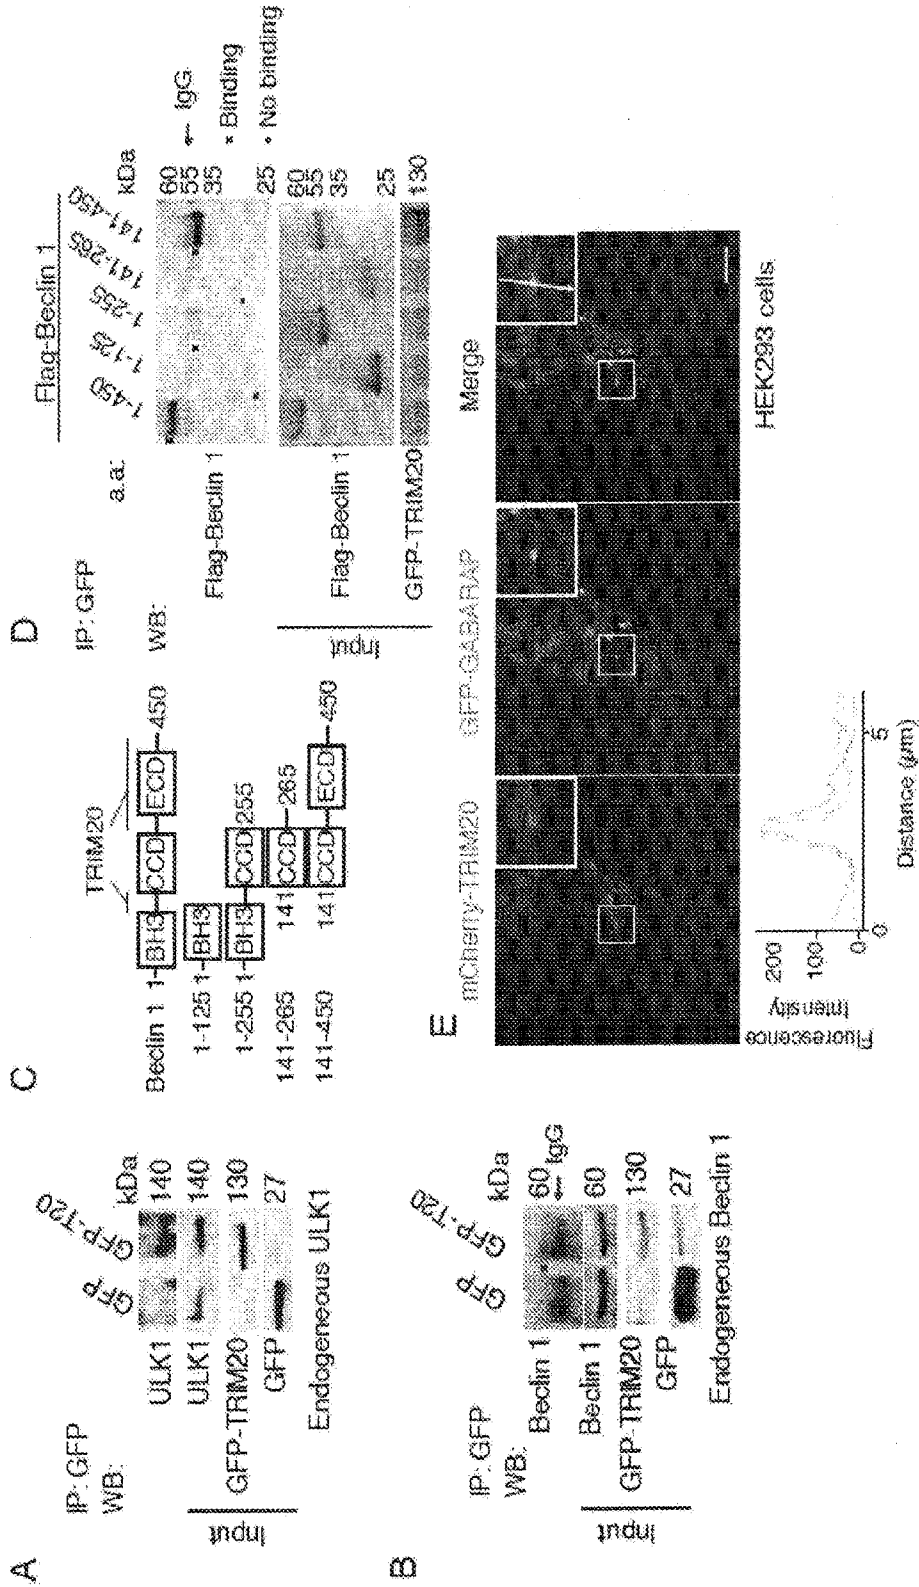 A
IP: GFP
WB:
GFP
GFP-T20
kDa
ULK1 140
ULK1 140
GFP-TRIM20 130
GFP 27
Input
Endogeneous ULK1
B
IP: GFP
WB:
GFP
GFP-T20
kDa
Beclin 1 60
← IgG
Beclin 1 60
GFP-TRIM20 130
GFP 27
Input
Endogeneous Beclin 1
C
TRIM20
Beclin 1 1-BH3 CCD ECD 450
1-125 1-BH3
1-255 1-BH3 CCD 255
141-265 141 CCD 265
141-450 141 CCD ECD 450
D
IP: GFP
Flag-Beclin 1
a.a.:
1-450
1-125
1-255
141-265
141-450
kDa
WB:
Flag-Beclin 1
60
55 ← IgG
35
* Binding
25 • No binding
Flag-Beclin 1
60
55
35
25
GFP-TRIM20 130
Input
E
mCherry-TRIM20
GFP-GABARAP
Merge
HEK293 cells
Fluorescence
Intensity
200
100
0
0
5
Distance (μm)